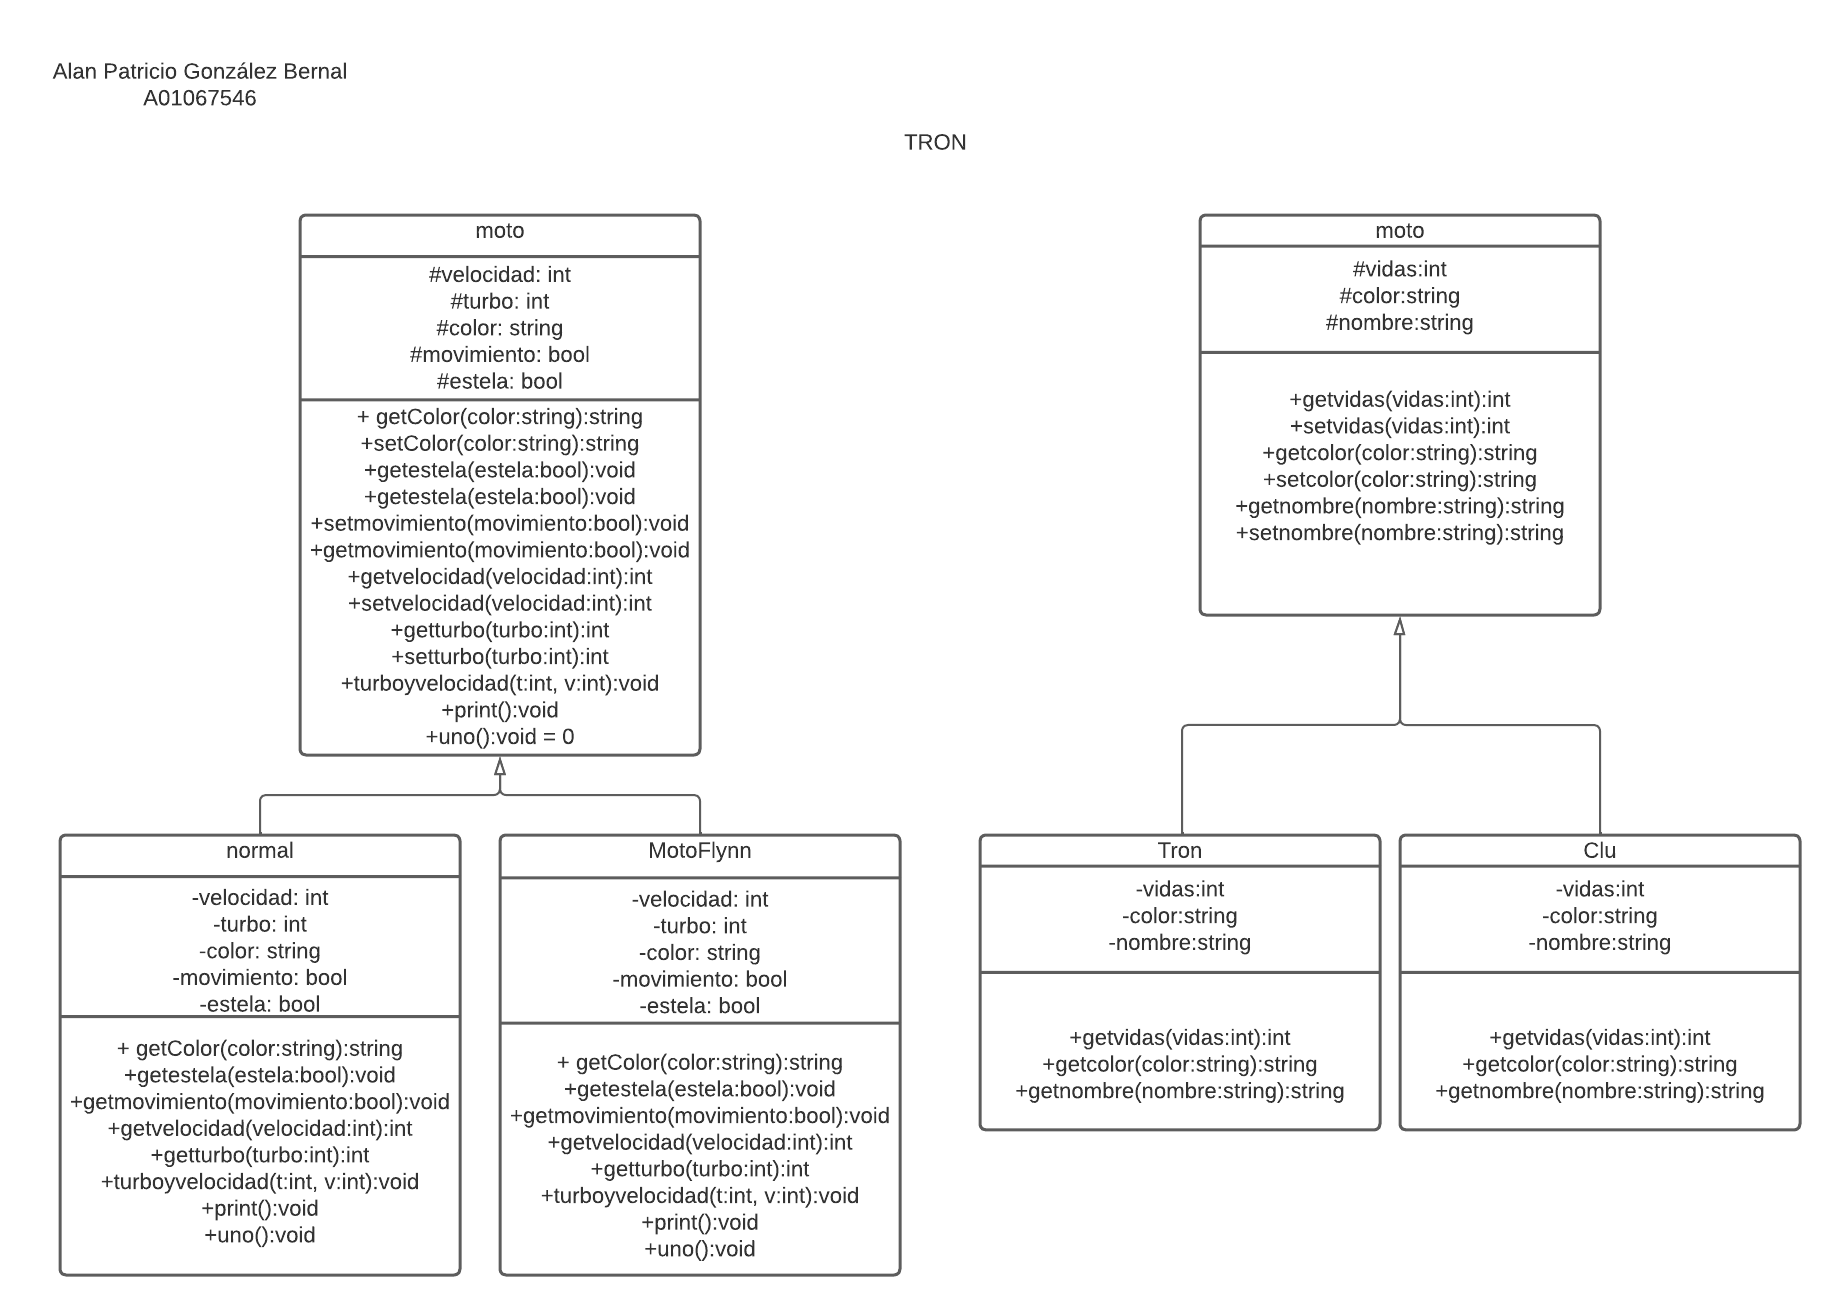 Alan Patricio González Bernal
A01067546
TRON
moto
#velocidad: int
#turbo: int
#color: string
#movimiento: bool
#estela: bool
+ getColor(color:string):string
+setColor(color:string):string
+getestela(estela:bool):void
+getestela(estela:bool):void
+setmovimiento(movimiento:bool):void
+getmovimiento(movimiento:bool):void
+getvelocidad(velocidad:int):int
+setvelocidad(velocidad:int):int
+getturbo(turbo:int):int
+setturbo(turbo:int):int
+turboyvelocidad(t:int, v:int):void
+print():void
+uno():void = 0
moto
#vidas:int
#color:string
#nombre:string
+getvidas(vidas:int):int
+setvidas(vidas:int):int
+getcolor(color:string):string
+setcolor(color:string):string
+getnombre(nombre:string):string
+setnombre(nombre:string):string
normal
-velocidad: int
-turbo: int
-color: string
-movimiento: bool
-estela: bool
+ getColor(color:string):string
+getestela(estela:bool):void
+getmovimiento(movimiento:bool):void
+getvelocidad(velocidad:int):int
+getturbo(turbo:int):int
+turboyvelocidad(t:int, v:int):void
+print():void
+uno():void
MotoFlynn
-velocidad: int
-turbo: int
-color: string
-movimiento: bool
-estela: bool
+ getColor(color:string):string
+getestela(estela:bool):void
+getmovimiento(movimiento:bool):void
+getvelocidad(velocidad:int):int
+getturbo(turbo:int):int
+turboyvelocidad(t:int, v:int):void
+print():void
+uno():void
Tron
-vidas:int
-color:string
-nombre:string
+getvidas(vidas:int):int
+getcolor(color:string):string
+getnombre(nombre:string):string
Clu
-vidas:int
-color:string
-nombre:string
+getvidas(vidas:int):int
+getcolor(color:string):string
+getnombre(nombre:string):string